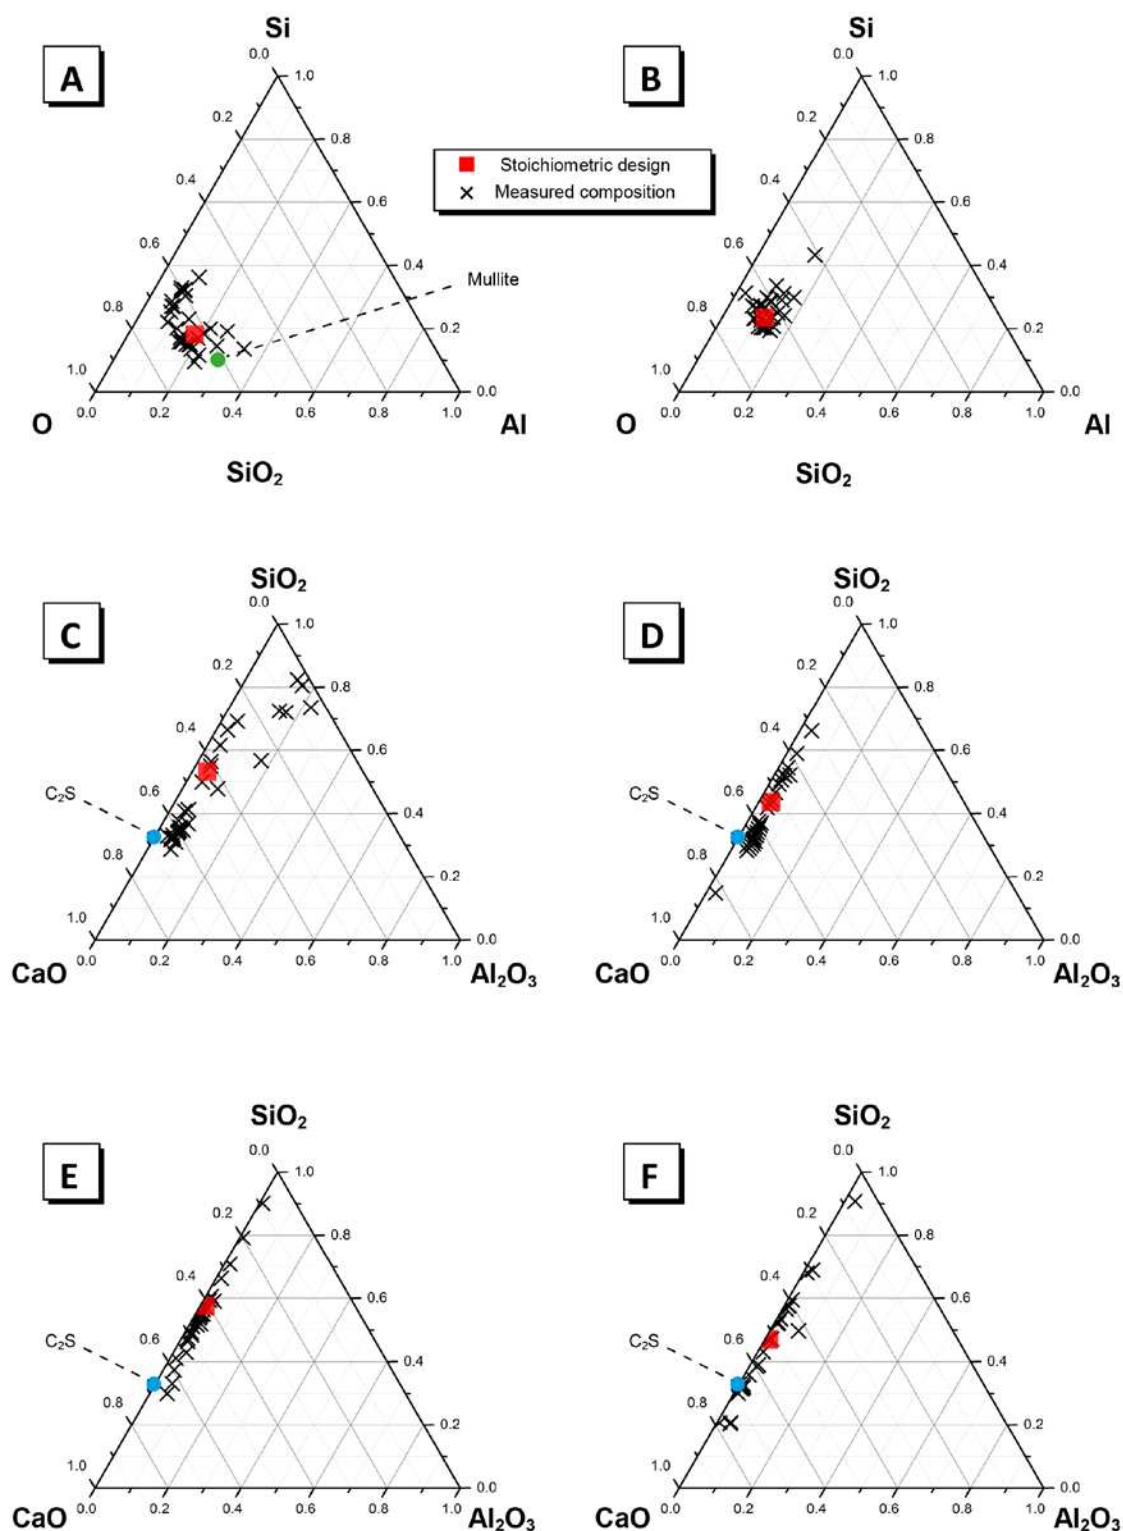 Si Si
A B
0.0 1.0 0.0 1.0
0.2 0.8 0.2 0.8
Stoichiometric design
Measured composition
0.4 0.6 0.4 0.6
0.6 0.4 0.6 0.4
Mullite
0.8 0.2 0.8 0.2
1.0 0.0 1.0 0.0
0.0 0.2 0.4 0.6 0.8 1.0 0.0 0.2 0.4 0.6 0.8 1.0
O Al O Al
SiO₂ SiO₂
SiO₂ SiO₂
C D
0.0 1.0 0.0 1.0
0.2 0.8 0.2 0.8
0.4 0.6 0.4 0.6
C₂S 0.6 0.4 C₂S 0.6 0.4
0.8 0.2 0.8 0.2
1.0 0.0 1.0 0.0
0.0 0.2 0.4 0.6 0.8 1.0 0.0 0.2 0.4 0.6 0.8 1.0
CaO Al₂O₃ CaO Al₂O₃
SiO₂ SiO₂
E F
0.0 1.0 0.0 1.0
0.2 0.8 0.2 0.8
0.4 0.6 0.4 0.6
C₂S 0.6 0.4 C₂S 0.6 0.4
0.8 0.2 0.8 0.2
1.0 0.0 1.0 0.0
0.0 0.2 0.4 0.6 0.8 1.0 0.0 0.2 0.4 0.6 0.8 1.0
CaO Al₂O₃ CaO Al₂O₃